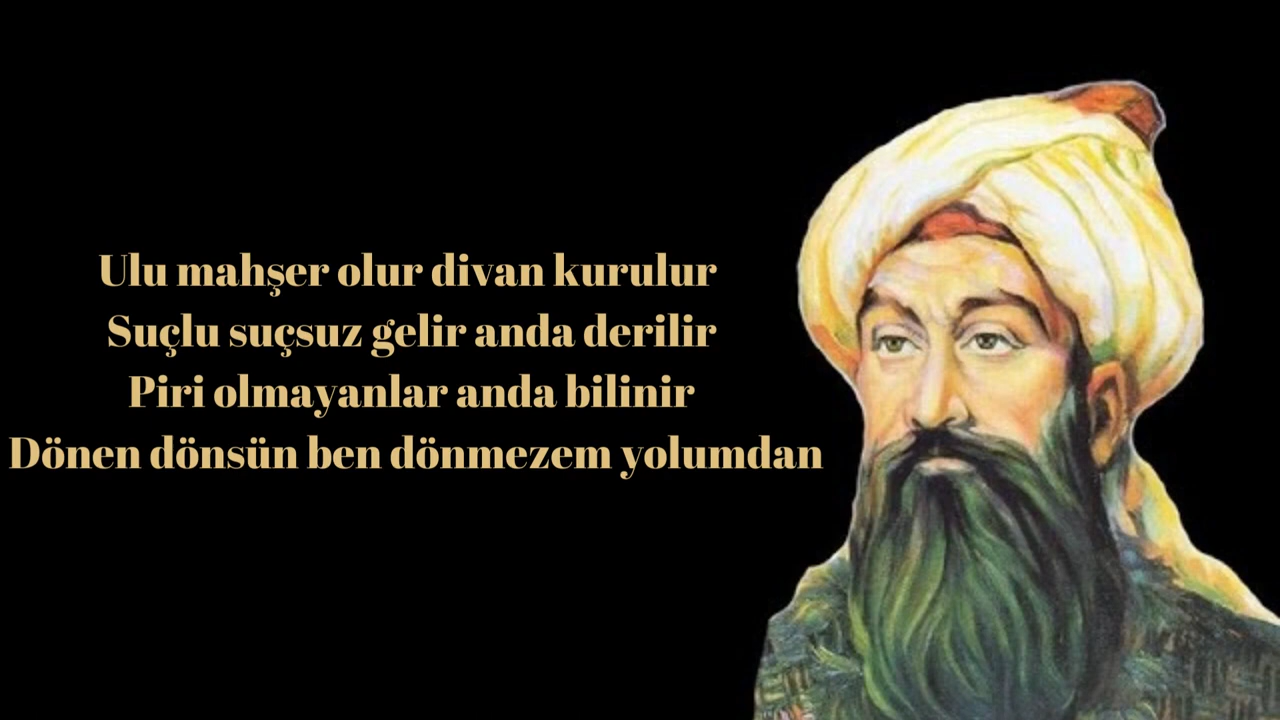 Ulu mahşer olur divan kurulur
Suçlu suçsuz gelir anda derilir
Piri olmayanlar anda bilinir
Dönen dönsün ben dönmezem yolumdan